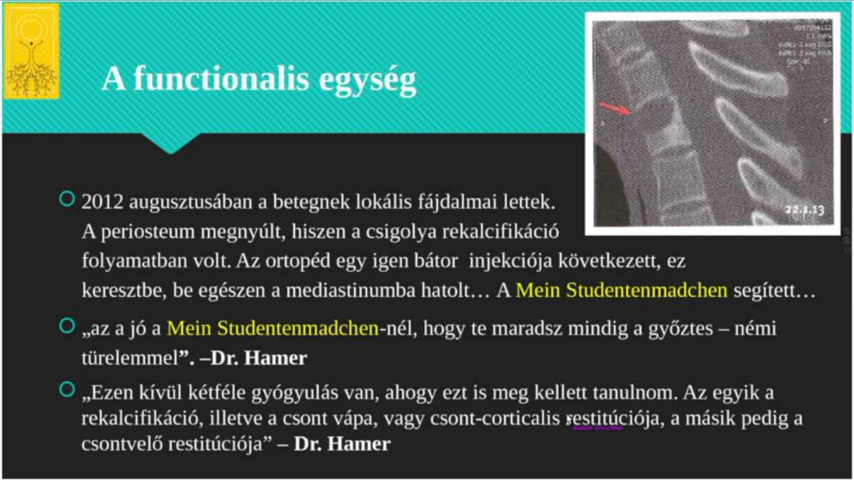 A functionalis egység
2012 augusztusában a betegnek lokális fájdalmai lettek.
A periosteum megnyúlt, hiszen a csigolya rekalcifikáció
folyamatban volt. Az ortopéd egy igen bátor injekciója következett, ez
keresztbe, be egészen a mediastinumba hatolt… A Mein Studentenmadchen segített…
„az a jó a Mein Studentenmadchen-nél, hogy te maradsz mindig a győztes – némi
türelemmel”. –Dr. Hamer
„Ezen kívül kétféle gyógyulás van, ahogy ezt is meg kellett tanulnom. Az egyik a
rekalcifikáció, illetve a csont vápa, vagy csont-corticalis restitúciója, a másik pedig a
csontvelő restitúciója” – Dr. Hamer
22.1.13